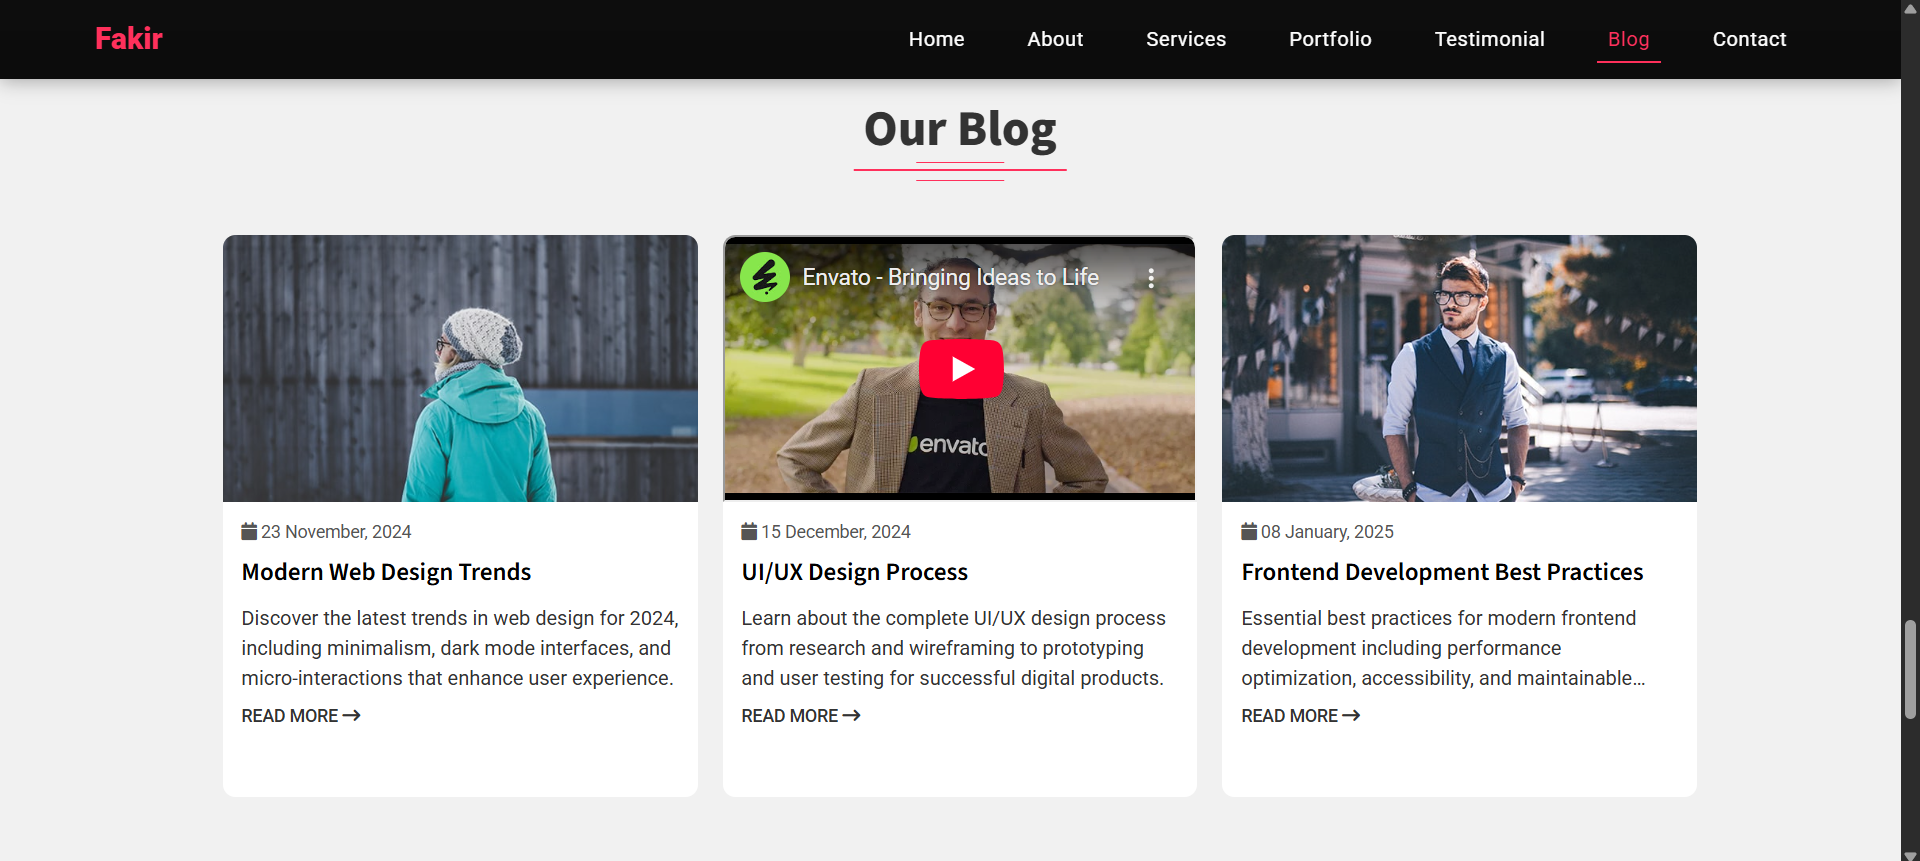 Fakir
Home About Services Portfolio Testimonial Blog Contact
Our Blog
Envato - Bringing Ideas to Life
envato
23 November, 2024
Modern Web Design Trends
Discover the latest trends in web design for 2024,
including minimalism, dark mode interfaces, and
micro-interactions that enhance user experience.
READ MORE
15 December, 2024
UI/UX Design Process
Learn about the complete UI/UX design process
from research and wireframing to prototyping
and user testing for successful digital products.
READ MORE
08 January, 2025
Frontend Development Best Practices
Essential best practices for modern frontend
development including performance
optimization, accessibility, and maintainable...
READ MORE